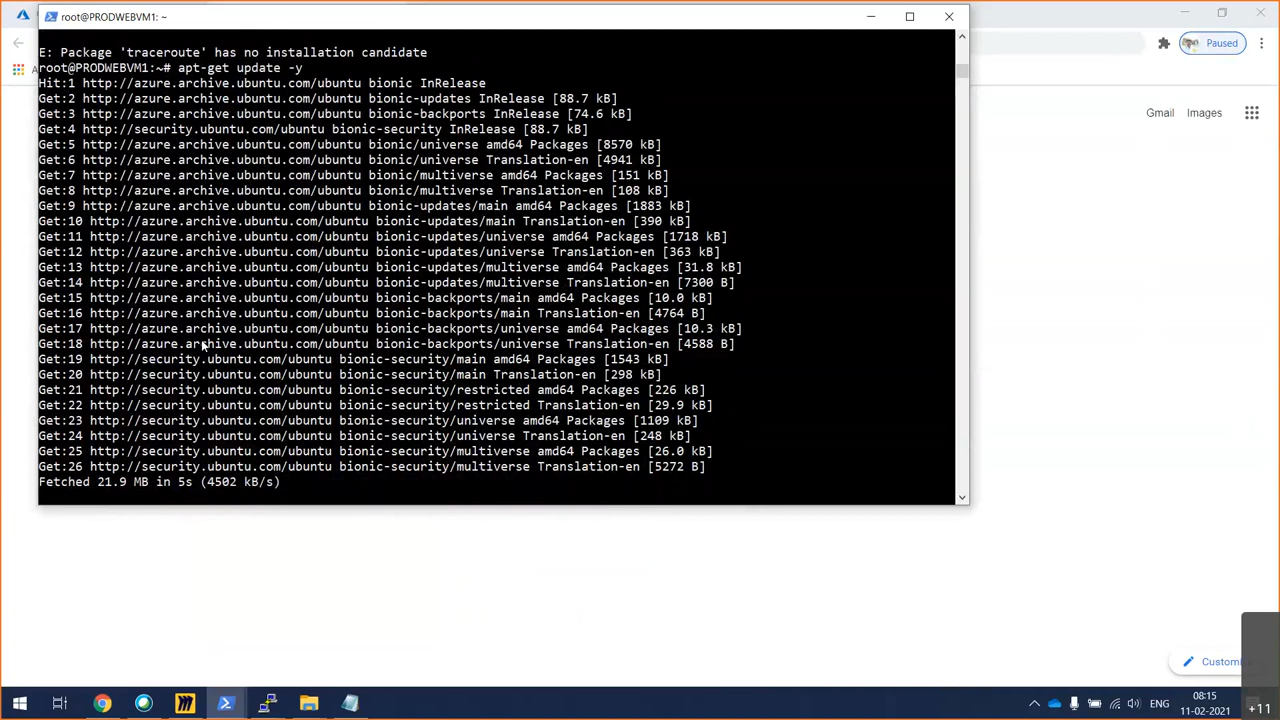 root@PRODWEBVM1: ~
E: Package 'traceroute' has no installation candidate
root@PRODWEBVM1:~# apt-get update -y
Hit:1 http://azure.archive.ubuntu.com/ubuntu bionic InRelease
Get:2 http://azure.archive.ubuntu.com/ubuntu bionic-updates InRelease [88.7 kB]
Get:3 http://azure.archive.ubuntu.com/ubuntu bionic-backports InRelease [74.6 kB]
Get:4 http://security.ubuntu.com/ubuntu bionic-security InRelease [88.7 kB]
Get:5 http://azure.archive.ubuntu.com/ubuntu bionic/universe amd64 Packages [8570 kB]
Get:6 http://azure.archive.ubuntu.com/ubuntu bionic/universe Translation-en [4941 kB]
Get:7 http://azure.archive.ubuntu.com/ubuntu bionic/multiverse amd64 Packages [151 kB]
Get:8 http://azure.archive.ubuntu.com/ubuntu bionic/multiverse Translation-en [108 kB]
Get:9 http://azure.archive.ubuntu.com/ubuntu bionic-updates/main amd64 Packages [1883 kB]
Get:10 http://azure.archive.ubuntu.com/ubuntu bionic-updates/main Translation-en [390 kB]
Get:11 http://azure.archive.ubuntu.com/ubuntu bionic-updates/universe amd64 Packages [1718 kB]
Get:12 http://azure.archive.ubuntu.com/ubuntu bionic-updates/universe Translation-en [363 kB]
Get:13 http://azure.archive.ubuntu.com/ubuntu bionic-updates/multiverse amd64 Packages [31.8 kB]
Get:14 http://azure.archive.ubuntu.com/ubuntu bionic-updates/multiverse Translation-en [7300 B]
Get:15 http://azure.archive.ubuntu.com/ubuntu bionic-backports/main amd64 Packages [10.0 kB]
Get:16 http://azure.archive.ubuntu.com/ubuntu bionic-backports/main Translation-en [4764 B]
Get:17 http://azure.archive.ubuntu.com/ubuntu bionic-backports/universe amd64 Packages [10.3 kB]
Get:18 http://azure.archive.ubuntu.com/ubuntu bionic-backports/universe Translation-en [4588 B]
Get:19 http://security.ubuntu.com/ubuntu bionic-security/main amd64 Packages [1543 kB]
Get:20 http://security.ubuntu.com/ubuntu bionic-security/main Translation-en [298 kB]
Get:21 http://security.ubuntu.com/ubuntu bionic-security/restricted amd64 Packages [226 kB]
Get:22 http://security.ubuntu.com/ubuntu bionic-security/restricted Translation-en [29.9 kB]
Get:23 http://security.ubuntu.com/ubuntu bionic-security/universe amd64 Packages [1109 kB]
Get:24 http://security.ubuntu.com/ubuntu bionic-security/universe Translation-en [248 kB]
Get:25 http://security.ubuntu.com/ubuntu bionic-security/multiverse amd64 Packages [26.0 kB]
Get:26 http://security.ubuntu.com/ubuntu bionic-security/multiverse Translation-en [5272 B]
Fetched 21.9 MB in 5s (4502 kB/s)
Paused
Gmail Images
ENG
08:15
11-02-2021
+11